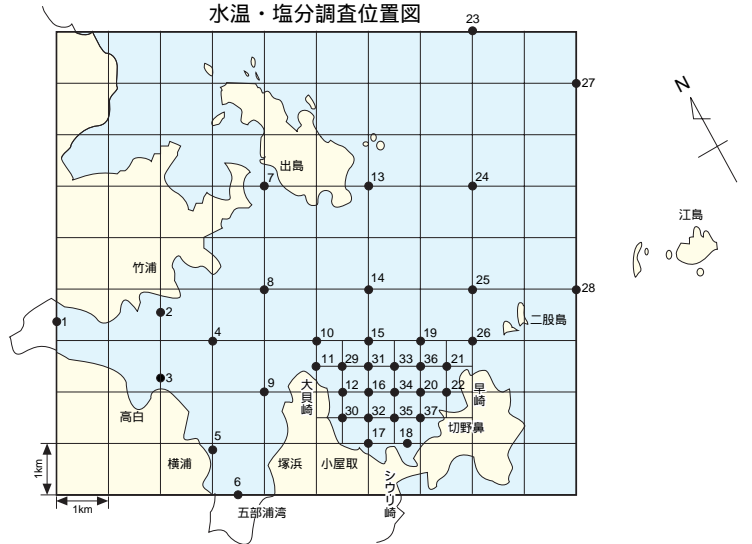 水温・塩分調査位置図
23
27
N
出島
7
13
24
江島
竹浦
8
14
25
28
1
2
二股島
4
10
15
19
26
11
29
31
33
36
21
3
9
大貝崎
12
16
34
20
22
早崎
高白
30
32
35
37
切野鼻
5
17
18
横浦
塚浜
小屋取
シウリ崎
1km
6
1km
五部浦湾